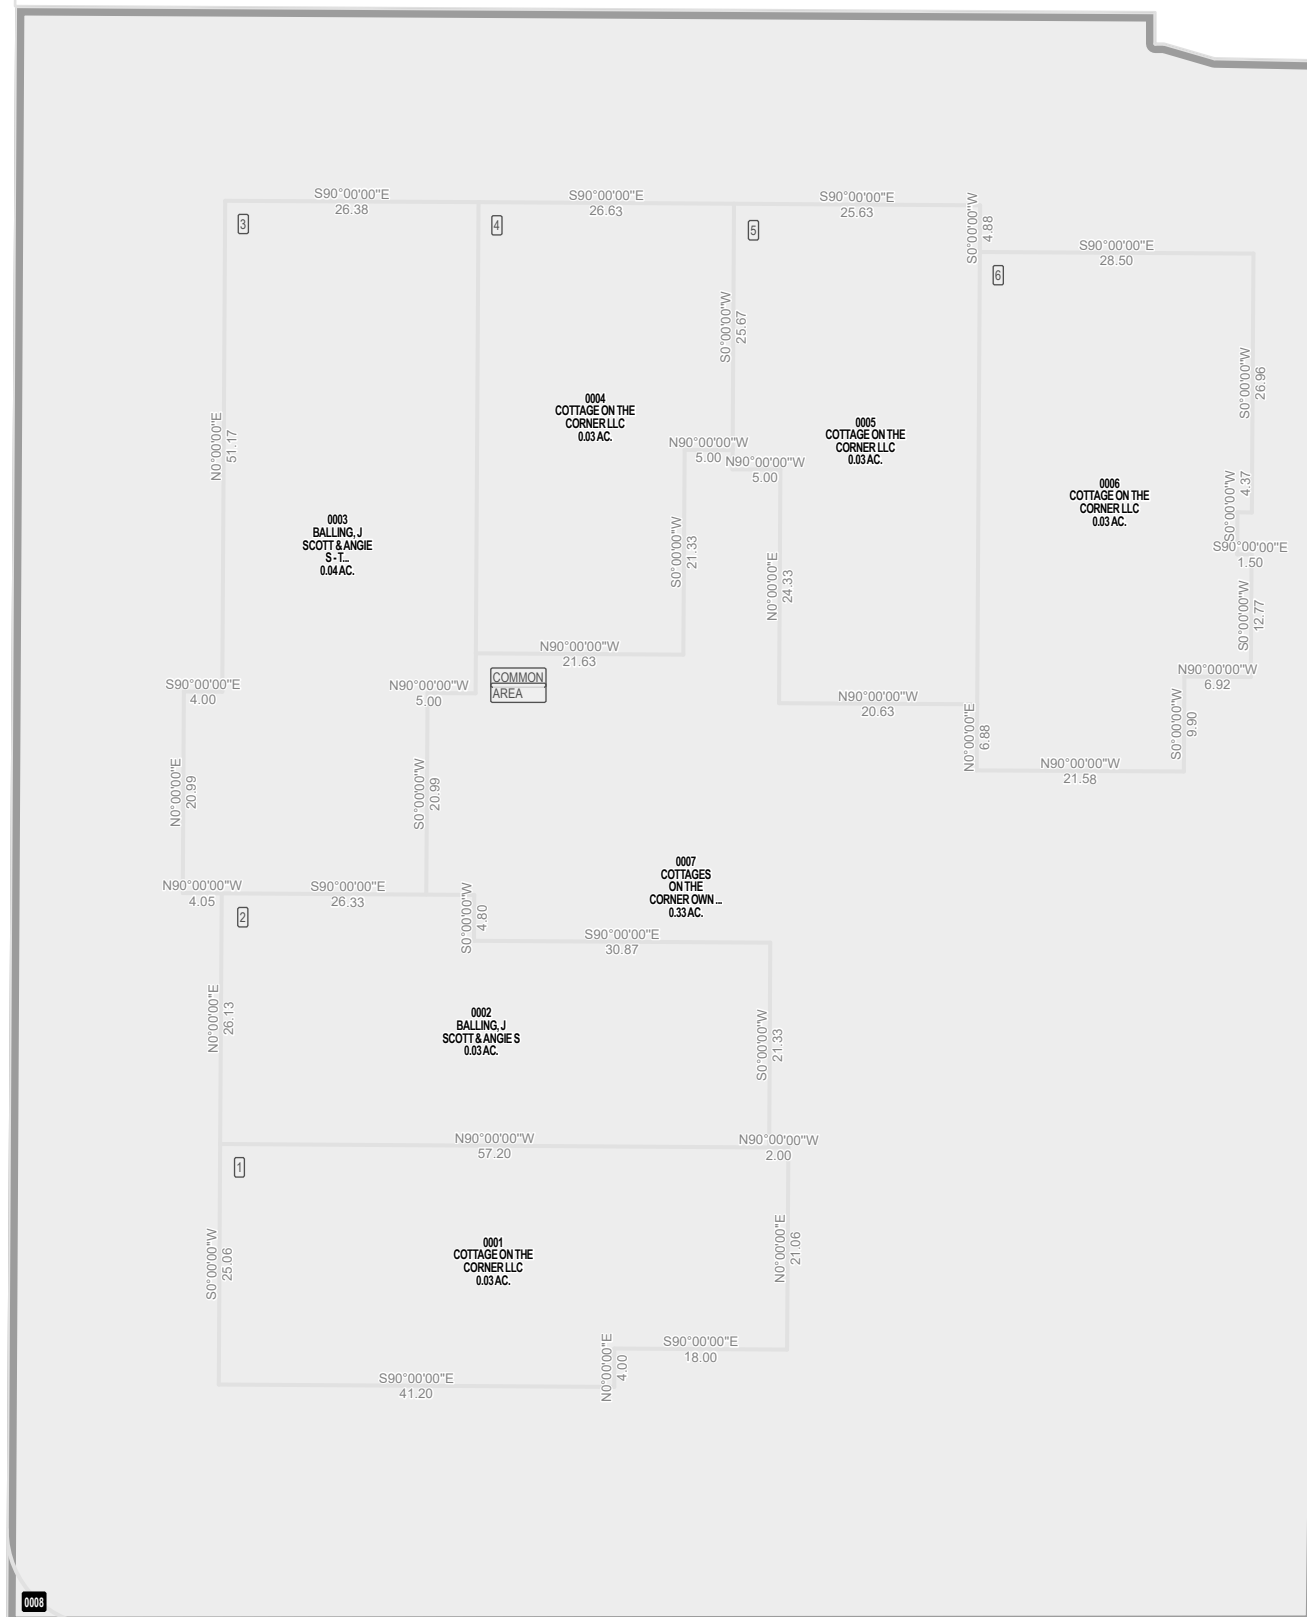 S90°00'00"E
26.38
S90°00'00"E
26.63
S90°00'00"E
25.63
S0°00'00"W
4.88
3
4
5
S90°00'00"E
28.50
6
S0°00'00"W
25.67
S0°00'00"W
26.96
N0°00'00"E
51.17
0004
COTTAGE ON THE
CORNER LLC
0.03 AC.
0005
COTTAGE ON THE
CORNER LLC
0.03 AC.
N90°00'00"W
5.00
N90°00'00"W
5.00
0006
COTTAGE ON THE
CORNER LLC
0.03 AC.
S0°00'00"W
4.37
S90°00'00"E
1.50
0003
BALLING, J
SCOTT & ANGIE
S - T...
0.04 AC.
S0°00'00"W
21.33
N0°00'00"E
24.33
S0°00'00"W
12.77
N90°00'00"W
21.63
COMMON
AREA
N90°00'00"W
6.92
S90°00'00"E
4.00
N90°00'00"W
5.00
N90°00'00"W
20.63
N0°00'00"E
6.88
S0°00'00"W
9.90
N90°00'00"W
21.58
N0°00'00"E
20.99
S0°00'00"W
20.99
0007
COTTAGES
ON THE
CORNER OWN ...
0.33 AC.
N90°00'00"W
4.05
S90°00'00"E
26.33
2
S0°00'00"W
4.80
S90°00'00"E
30.87
N0°00'00"E
26.13
0002
BALLING, J
SCOTT & ANGIE S
0.03 AC.
S0°00'00"W
21.33
N90°00'00"W
57.20
N90°00'00"W
2.00
1
S0°00'00"W
25.06
0001
COTTAGE ON THE
CORNER LLC
0.03 AC.
N0°00'00"E
21.06
S90°00'00"E
18.00
N0°00'00"E
4.00
S90°00'00"E
41.20
0008